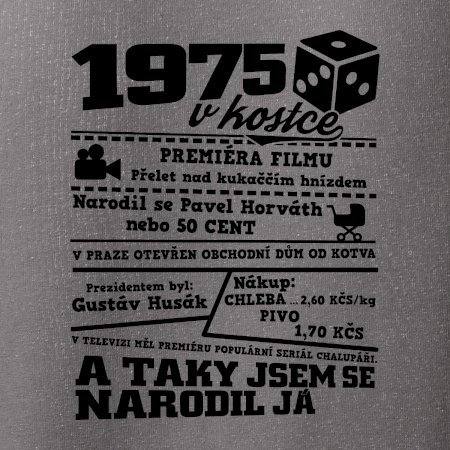 1975
v kostce
PREMIÉRA FILMU
Přelet nad kukaččím hnízdem
Narodil se Pavel Horváth
nebo 50 CENT
V PRAZE OTEVŘEN OBCHODNÍ DŮM OD KOTVA
Prezidentem byl:
Gustáv Husák
Nákup:
CHLEBA ... 2,60 KČS/kg
PIVO
1,70 KČS
V TELEVIZI MĚL PREMIÉRU POPULÁRNÍ SERIÁL CHALUPÁŘI.
A TAKY JSEM SE
NARODIL JÁ